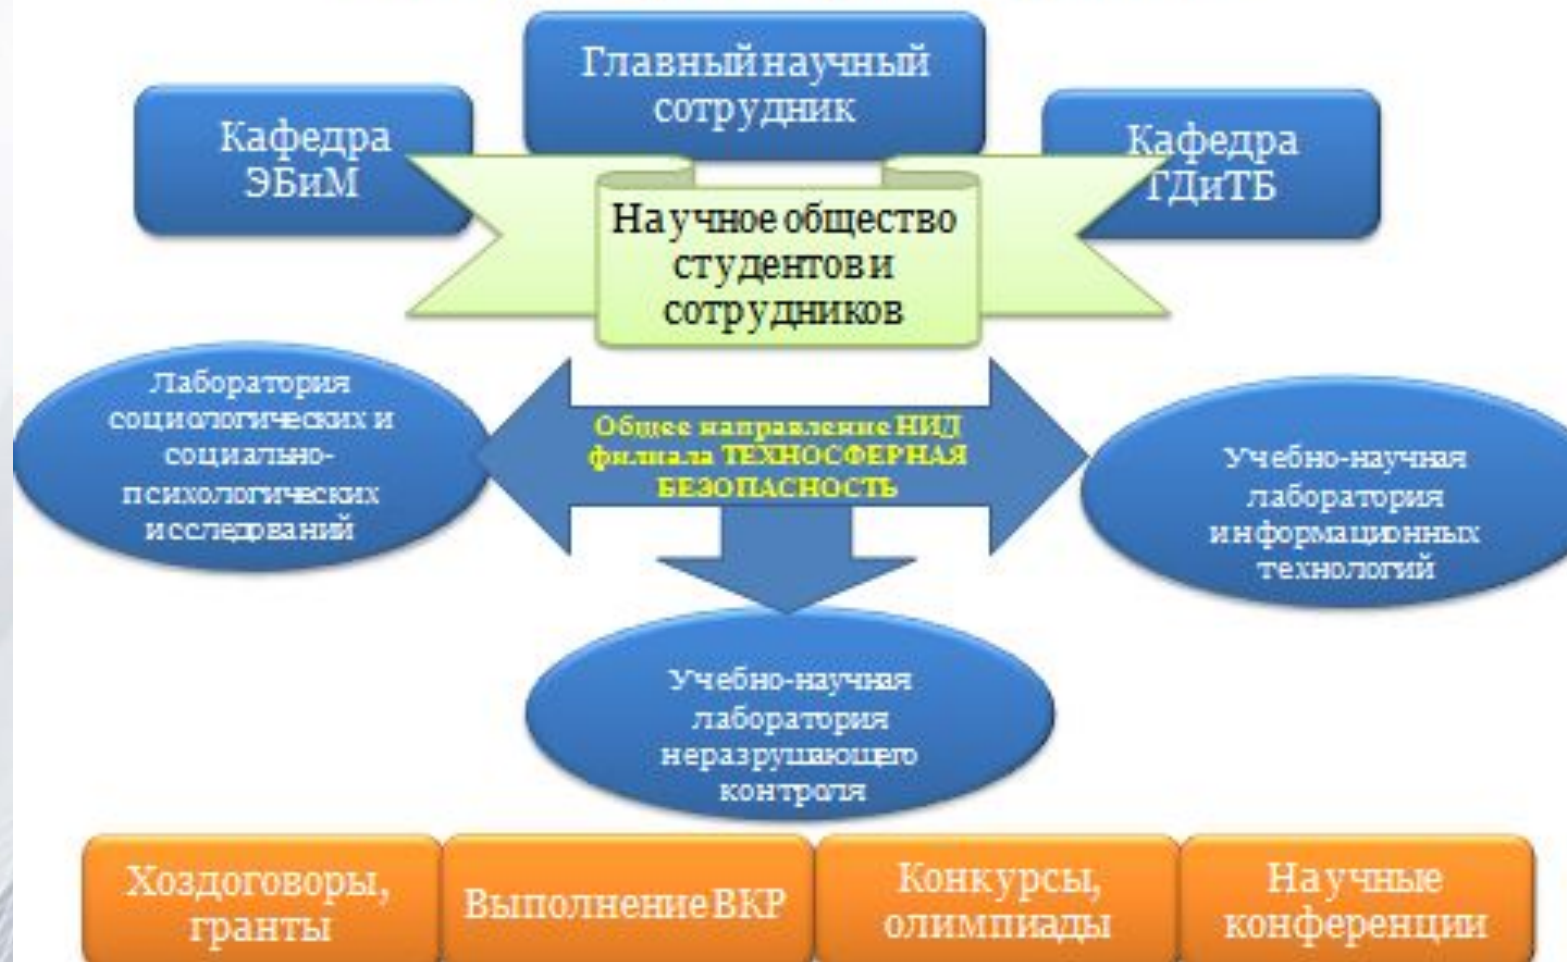 Главный научный
сотрудник
Кафедра
ЭБиМ
Кафедра
ГДиТБ
Научное общество
студентов и
сотрудников
Лаборатория
социологических и
социально-
психологических
исследований
Общее направление НИД
филиала ТЕХНОСФЕРНАЯ
БЕЗОПАСНОСТЬ
Учебно-научная
лаборатория
информационных
технологий
Учебно-научная
лаборатория
неразрушающего
контроля
Хоздоговоры,
гранты
Выполнение ВКР
Конкурсы,
олимпиады
Научные
конференции